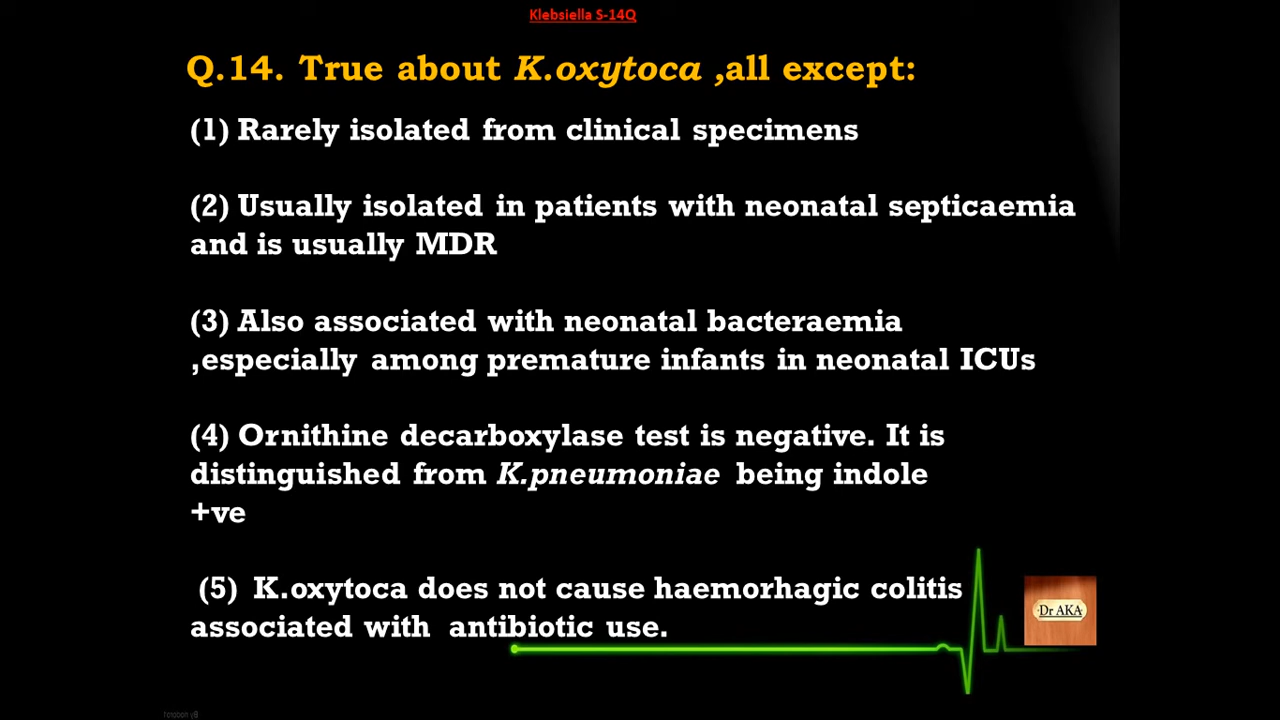 Klebsiella S-14Q
Q.14. True about K.oxytoca ,all except:
(1) Rarely isolated from clinical specimens
(2) Usually isolated in patients with neonatal septicaemia
and is usually MDR
(3) Also associated with neonatal bacteraemia
,especially among premature infants in neonatal ICUs
(4) Ornithine decarboxylase test is negative. It is
distinguished from K.pneumoniae being indole
+ve
(5) K.oxytoca does not cause haemorhagic colitis
associated with antibiotic use.
Dr AKA